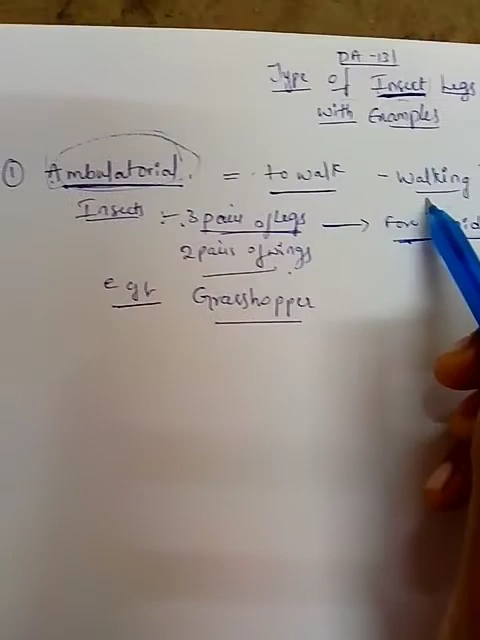 DA-131
Type of Insect Legs
with Examples
① Ambulatorial = to walk - Walking
Insects :- 3 pairs of Legs →
2 pairs of wings
eg:
Grasshopper